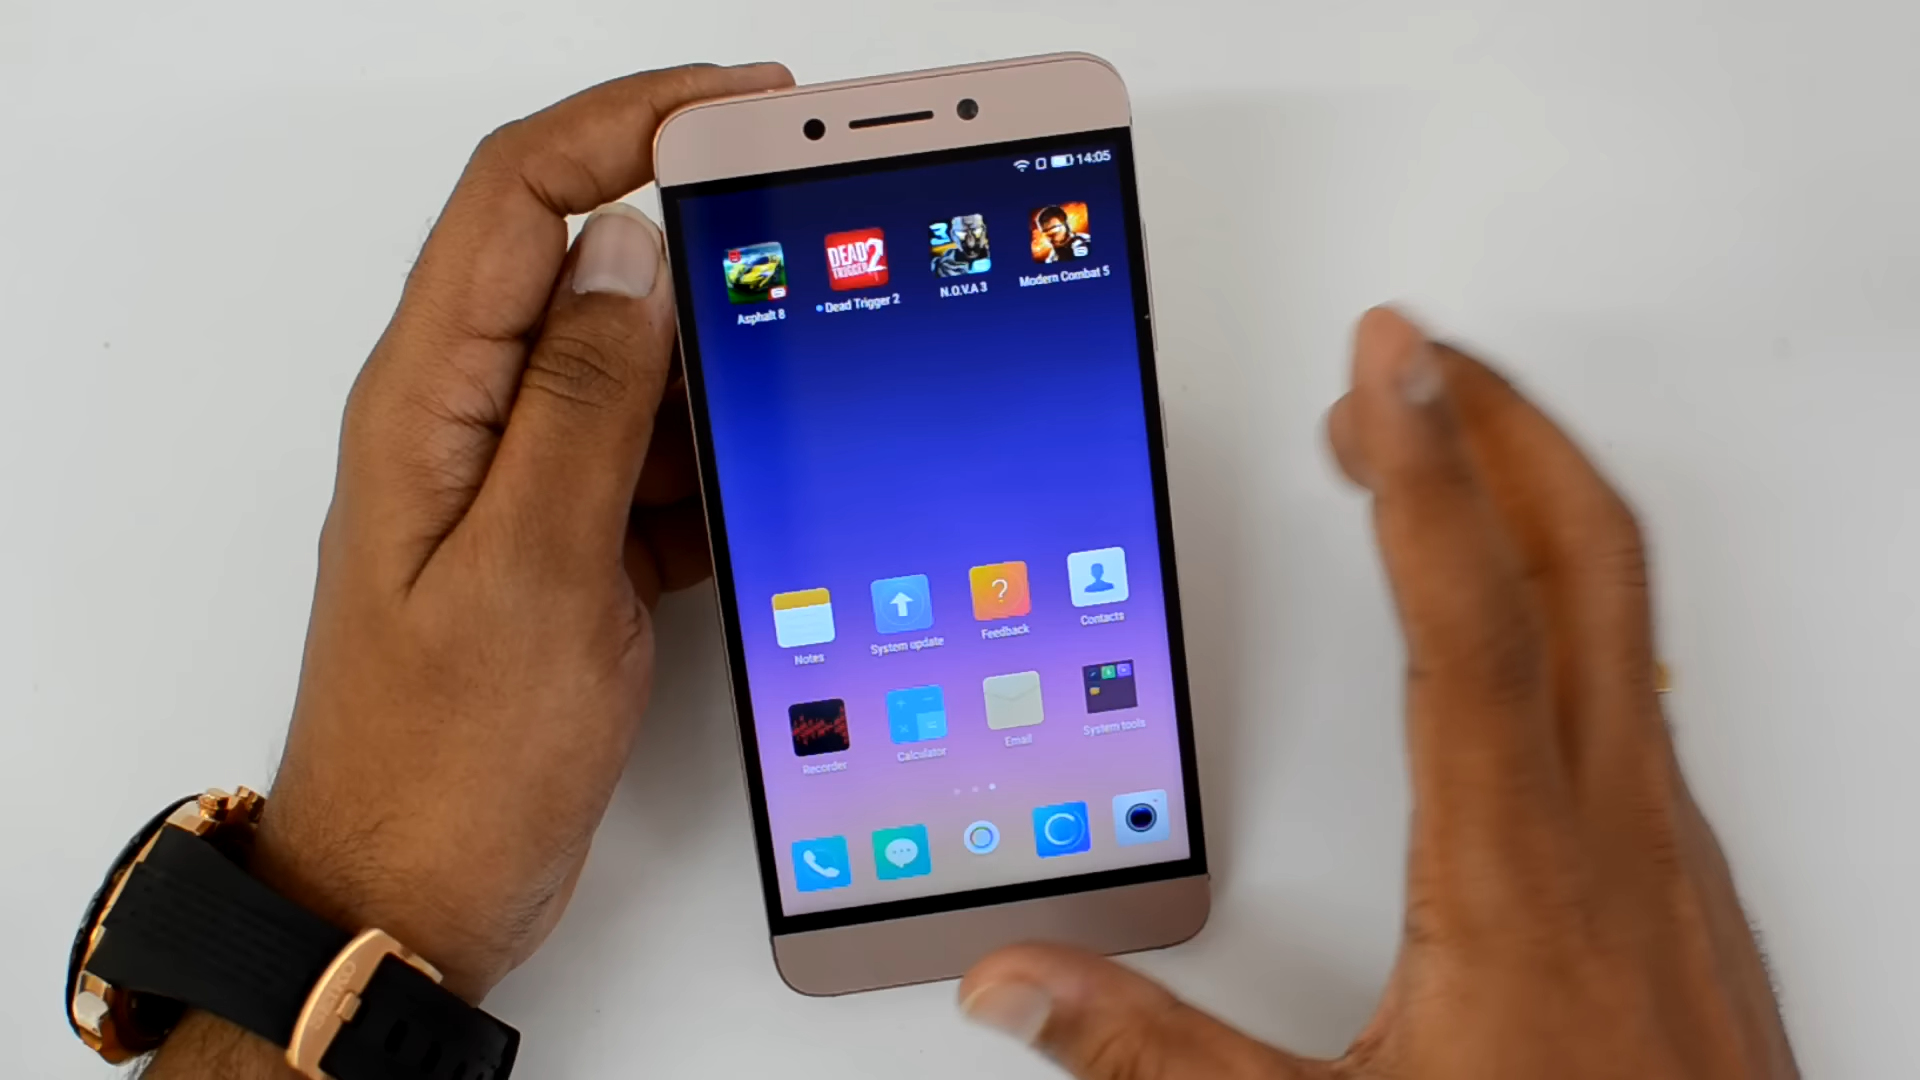 14:05
DEAD
TRIGGER 2
3
Asphalt 8
Dead Trigger 2
N.O.V.A 3
Modern Combat 5
?
Notes
System update
Feedback
Contacts
Recorder
Calculator
Email
System tools